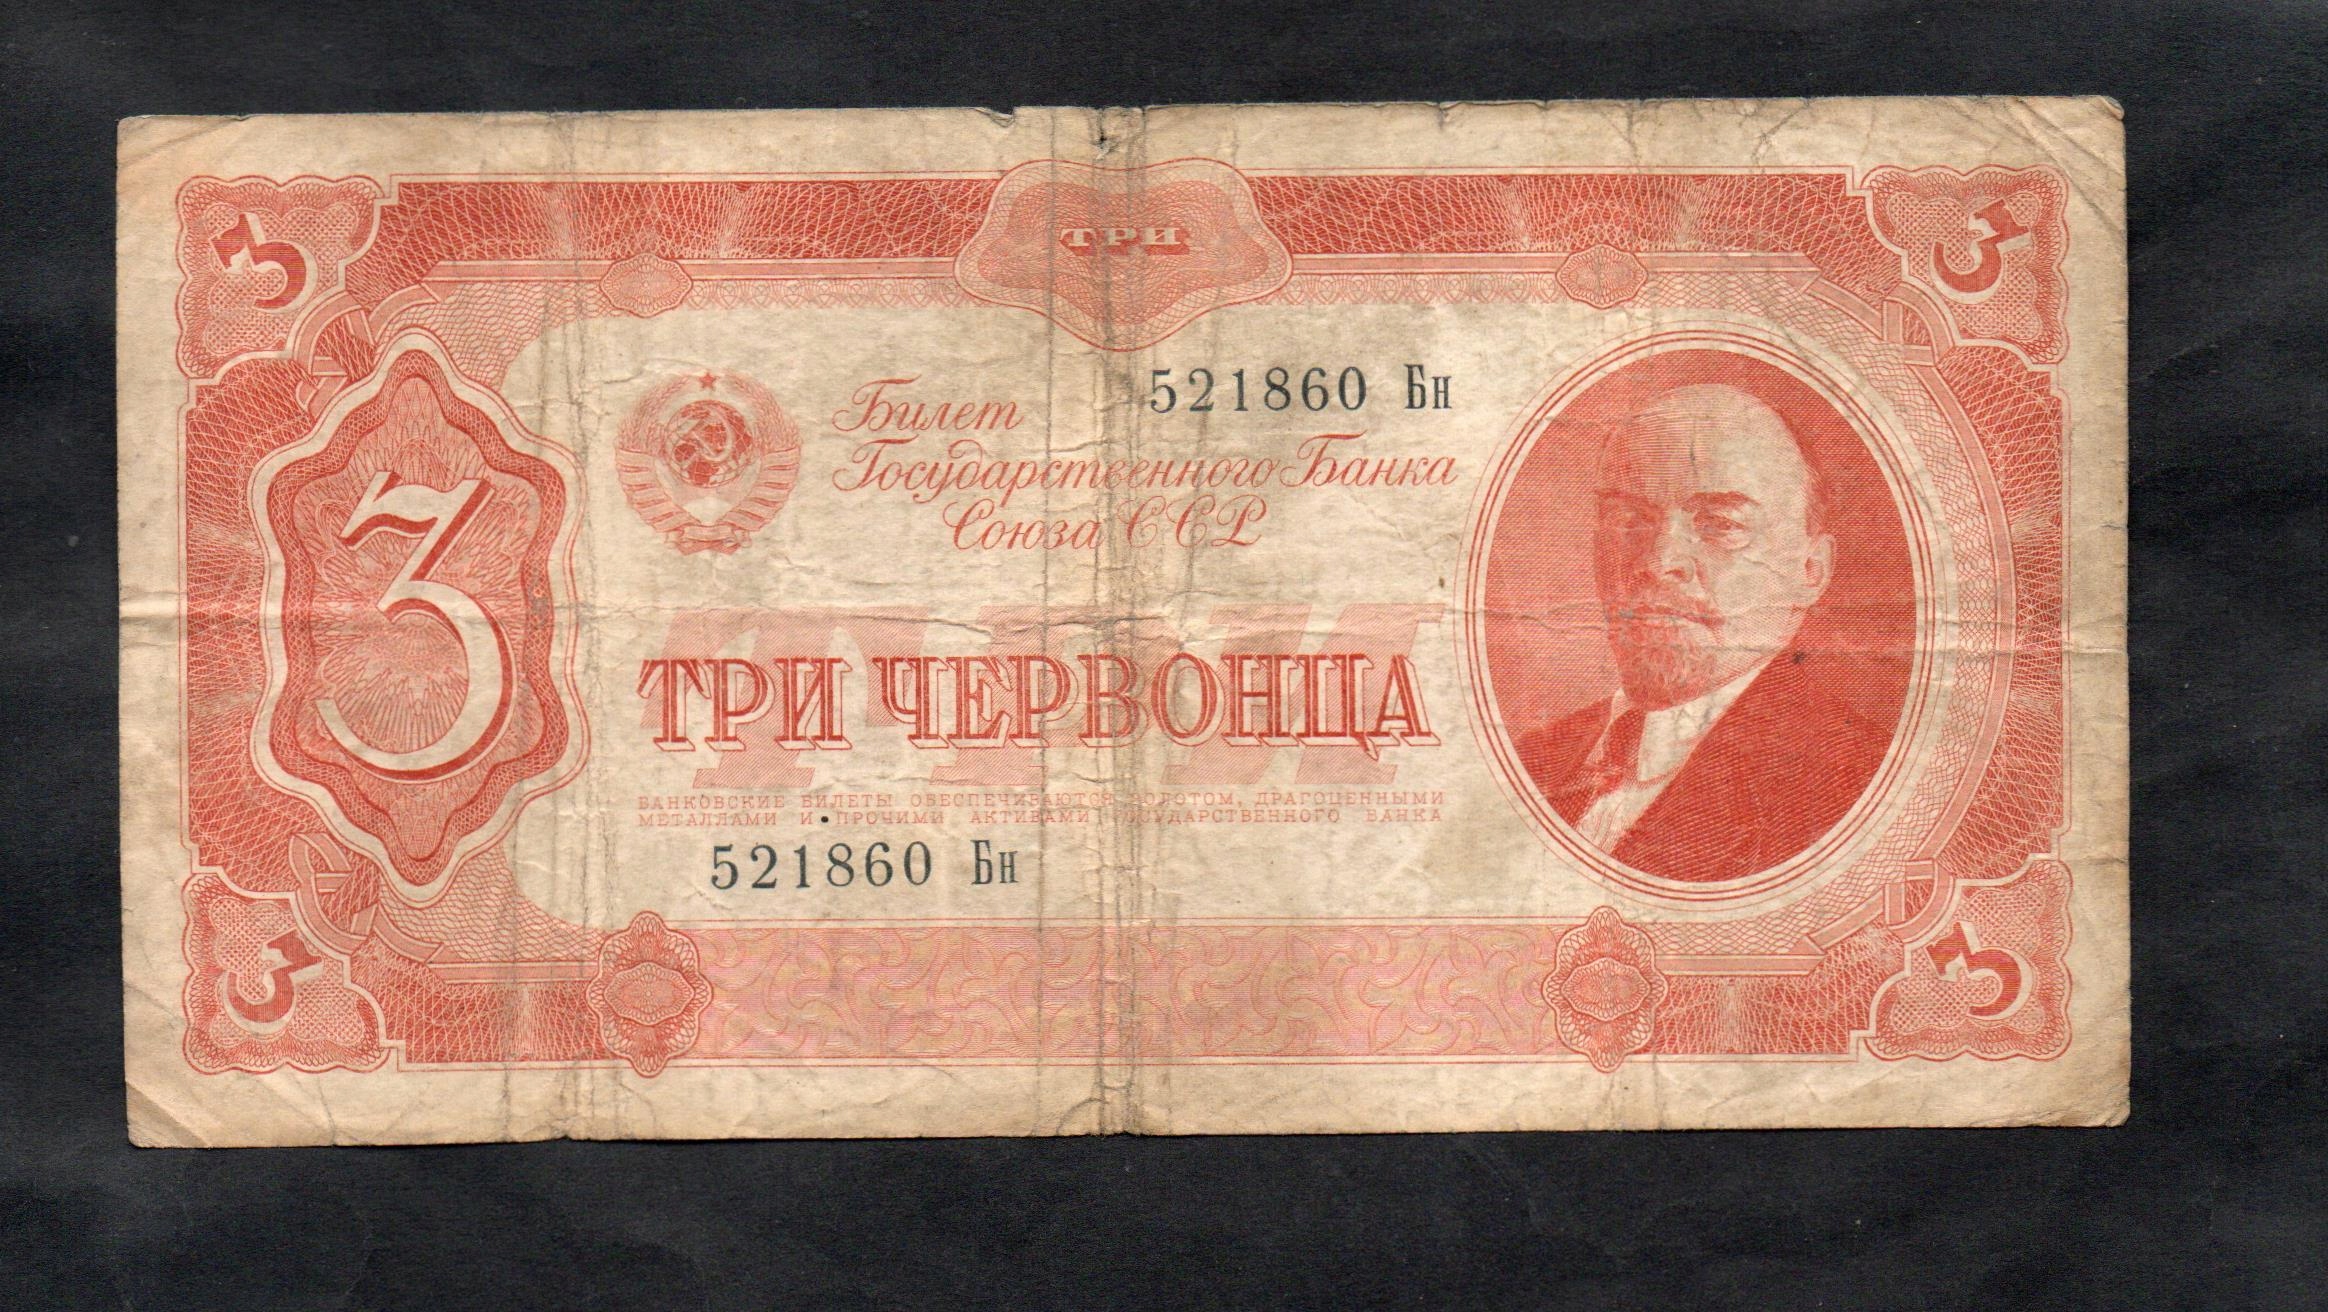 3
ТРИ
3
521860 Бн
Билет
Государственного Банка
Союза ССР
3
ТРИ
ТРИ ЧЕРВОНЦА
БАНКОВСКИЕ БИЛЕТЫ ОБЕСПЕЧИВАЮТСЯ ЗОЛОТОМ, ДРАГОЦЕННЫМИ
МЕТАЛЛАМИ И ПРОЧИМИ АКТИВАМИ ГОСУДАРСТВЕННОГО БАНКА
521860 Бн
3
3